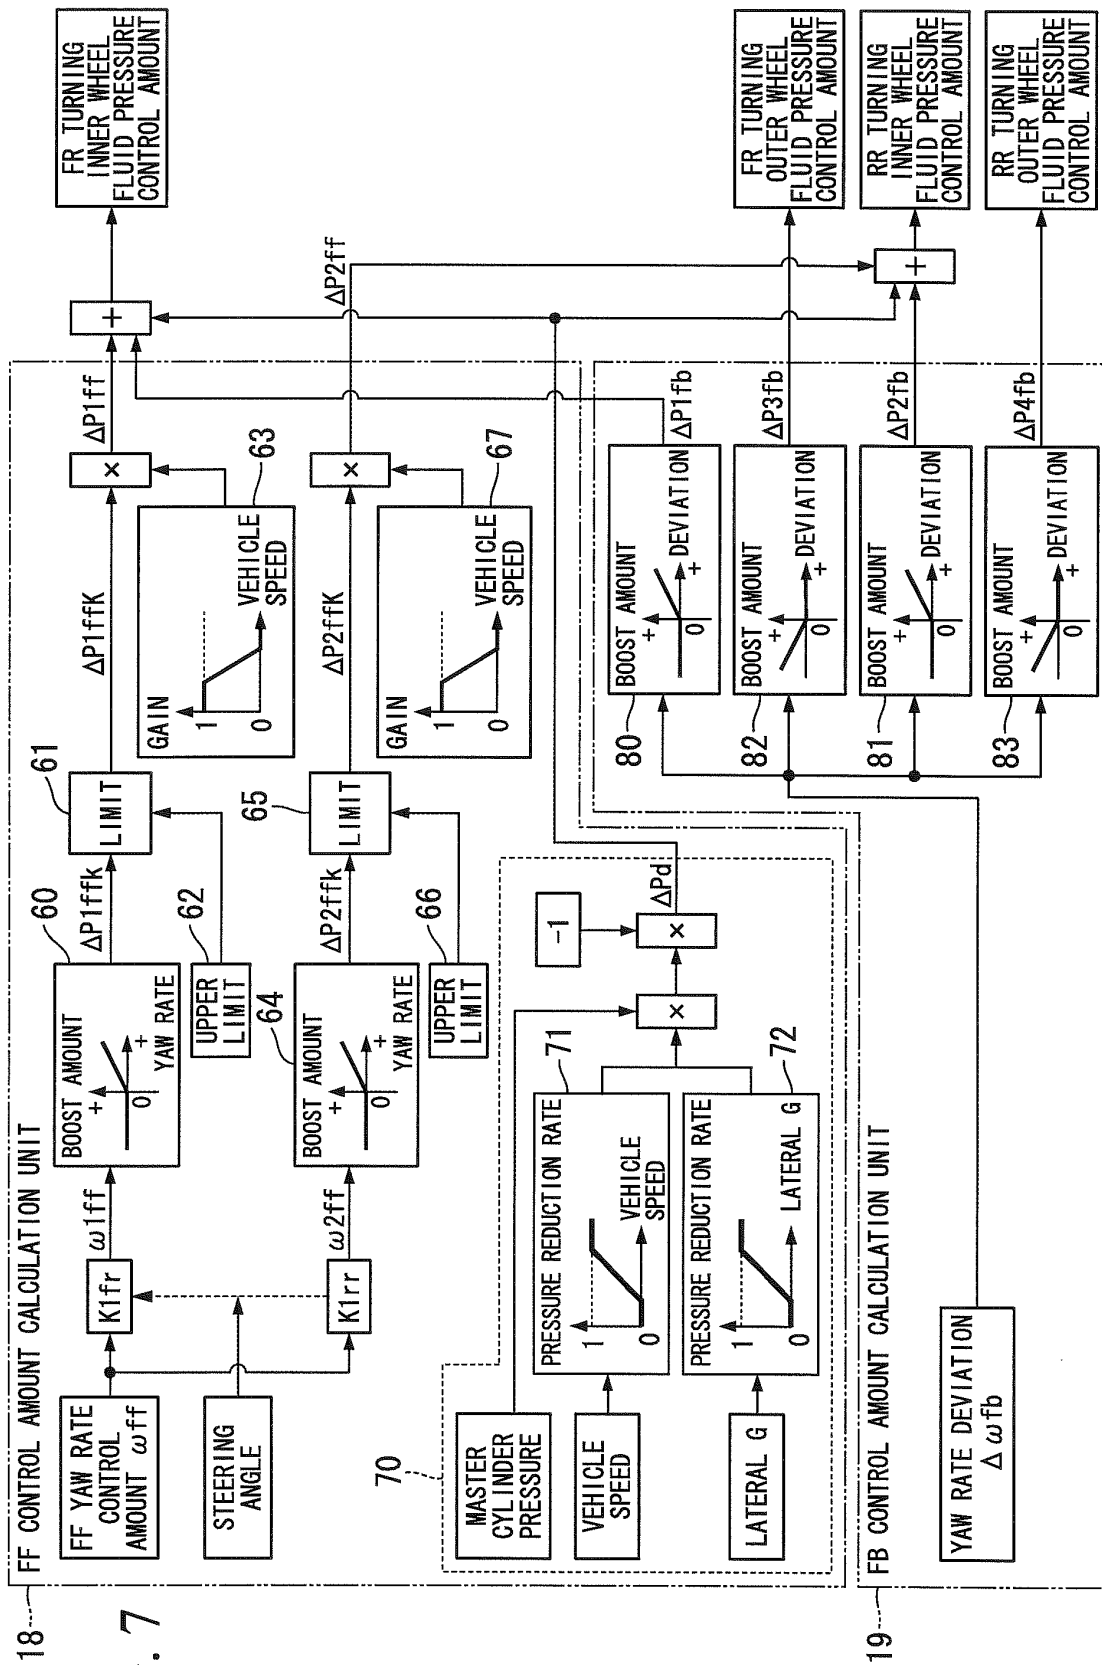 .7
18
FF CONTROL AMOUNT CALCULATION UNIT
FF YAW RATE
CONTROL
AMOUNT ωff
STEERING
ANGLE
K1fr
K1rr
ω1ff
ω2ff
60
BOOST AMOUNT
+
0
+
YAW RATE
ΔP1ffk
61
LIMIT
62
UPPER
LIMIT
ΔP1ffK
63
GAIN
1
0
VEHICLE
SPEED
×
ΔP1ff
+
FR TURNING
INNER WHEEL
FLUID PRESSURE
CONTROL AMOUNT
64
BOOST AMOUNT
+
0
+
YAW RATE
ΔP2ffk
65
LIMIT
66
UPPER
LIMIT
ΔP2ffK
67
GAIN
1
0
VEHICLE
SPEED
×
ΔP2ff
70
MASTER
CYLINDER
PRESSURE
VEHICLE
SPEED
LATERAL G
71
PRESSURE REDUCTION RATE
1
0
VEHICLE
SPEED
72
PRESSURE REDUCTION RATE
1
0
LATERAL G
×
-1
×
ΔPd
19
FB CONTROL AMOUNT CALCULATION UNIT
YAW RATE DEVIATION
Δωfb
80
BOOST AMOUNT
+
0
+
DEVIATION
ΔP1fb
82
BOOST AMOUNT
+
0
+
DEVIATION
ΔP3fb
FR TURNING
OUTER WHEEL
FLUID PRESSURE
CONTROL AMOUNT
81
BOOST AMOUNT
+
0
+
DEVIATION
ΔP2fb
+
RR TURNING
INNER WHEEL
FLUID PRESSURE
CONTROL AMOUNT
83
BOOST AMOUNT
+
0
+
DEVIATION
ΔP4fb
RR TURNING
OUTER WHEEL
FLUID PRESSURE
CONTROL AMOUNT